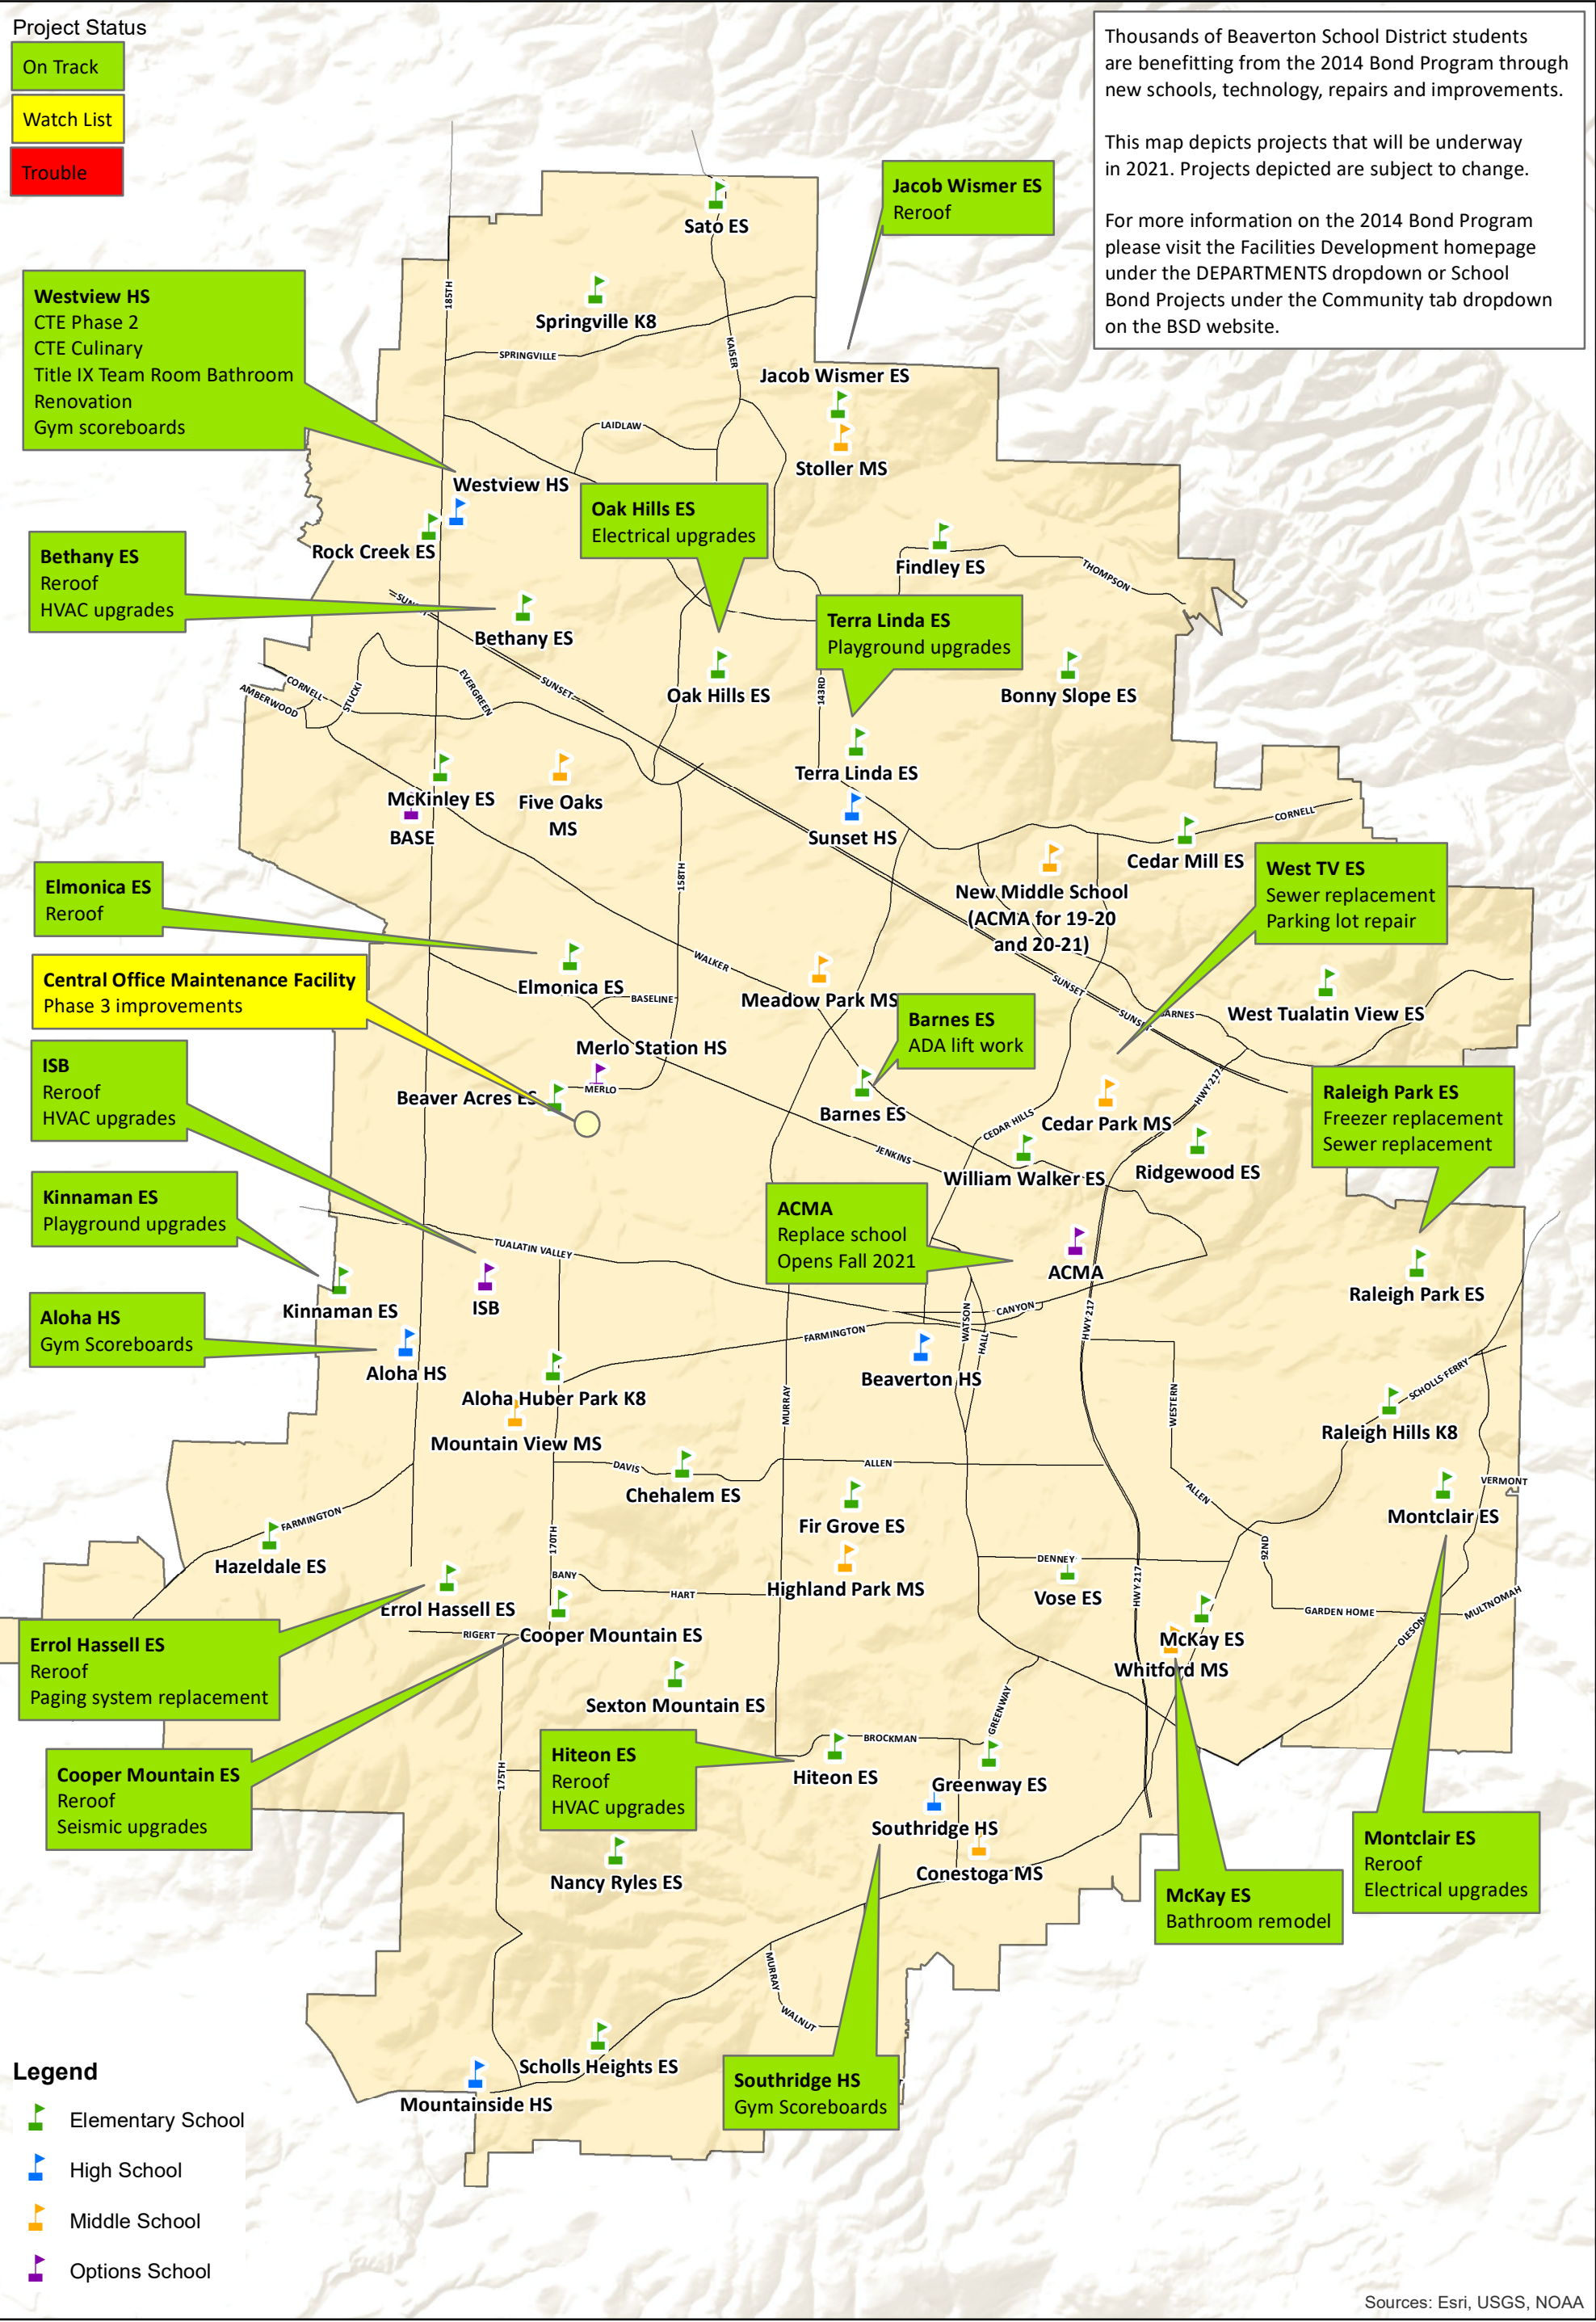 Project Status
On Track
Watch List
Trouble
Thousands of Beaverton School District students
are benefitting from the 2014 Bond Program through
new schools, technology, repairs and improvements.
This map depicts projects that will be underway
in 2021. Projects depicted are subject to change.
For more information on the 2014 Bond Program
please visit the Facilities Development homepage
under the DEPARTMENTS dropdown or School
Bond Projects under the Community tab dropdown
on the BSD website.
Jacob Wismer ES
Reroof
Sato ES
Westview HS
CTE Phase 2
CTE Culinary
Title IX Team Room Bathroom
Renovation
Gym scoreboards
185TH
Springville K8
SPRINGVILLE
KAISER
Jacob Wismer ES
LAIDLAW
Stoller MS
Westview HS
Rock Creek ES
Oak Hills ES
Electrical upgrades
Findley ES
THOMPSON
Bethany ES
Reroof
HVAC upgrades
Bethany ES
Terra Linda ES
Playground upgrades
Oak Hills ES
Bonny Slope ES
CORNELL
AMBERWOOD
STUCKI
EVERGREEN
SUNSET
143RD
Terra Linda ES
McKinley ES
BASE
Five Oaks
MS
Sunset HS
CORNELL
Cedar Mill ES
158TH
New Middle School
(ACMA for 19-20
and 20-21)
West TV ES
Sewer replacement
Parking lot repair
Elmonica ES
Reroof
Elmonica ES
WALKER
BASELINE
Meadow Park MS
SUNSET
SUNSET
BARNES
West Tualatin View ES
Central Office Maintenance Facility
Phase 3 improvements
Barnes ES
ADA lift work
Merlo Station HS
MERLO
Beaver Acres ES
Barnes ES
ISB
Reroof
HVAC upgrades
JENKINS
CEDAR HILLS
Cedar Park MS
HWY 217
William Walker ES
Ridgewood ES
Raleigh Park ES
Freezer replacement
Sewer replacement
Kinnaman ES
Playground upgrades
ACMA
Replace school
Opens Fall 2021
TUALATIN VALLEY
ACMA
Raleigh Park ES
Kinnaman ES
ISB
Aloha HS
Gym Scoreboards
Aloha HS
CANYON
FARMINGTON
WATSON
HALL
HWY 217
Beaverton HS
Aloha Huber Park K8
Mountain View MS
MURRAY
WESTERN
SCHOLLS FERRY
Raleigh Hills K8
DAVIS
ALLEN
ALLEN
Chehalem ES
VERMONT
Montclair ES
FARMINGTON
Hazeldale ES
Fir Grove ES
170TH
92ND
DENNEY
Highland Park MS
Vose ES
HWY 217
BANY
HART
Errol Hassell ES
GARDEN HOME
MULTNOMAH
OLESON
RIGERT
Cooper Mountain ES
McKay ES
Whitford MS
Errol Hassell ES
Reroof
Paging system replacement
Sexton Mountain ES
GREENWAY
BROCKMAN
Cooper Mountain ES
Reroof
Seismic upgrades
175TH
Hiteon ES
Reroof
HVAC upgrades
Hiteon ES
Greenway ES
Southridge HS
Conestoga MS
Nancy Ryles ES
Montclair ES
Reroof
Electrical upgrades
McKay ES
Bathroom remodel
MURRAY
WALNUT
Scholls Heights ES
Mountainside HS
Southridge HS
Gym Scoreboards
Legend
Elementary School
High School
Middle School
Options School
Sources: Esri, USGS, NOAA